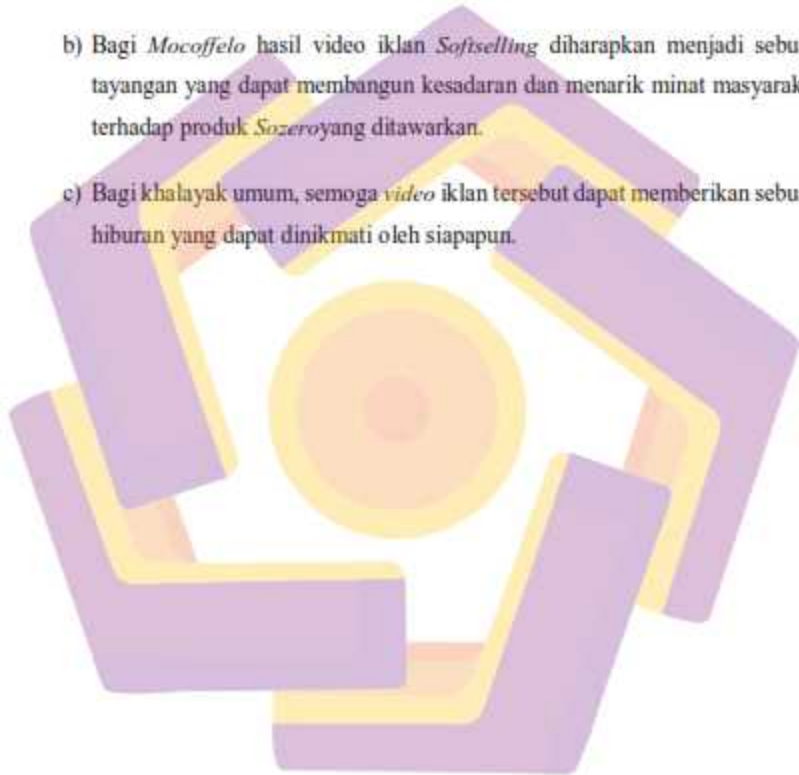 b) Bagi Mocoffelo hasil video iklan Softselling diharapkan menjadi sebu
tayangan yang dapat membangun kesadaran dan menarik minat masyarak
terhadap produk Sozeroyang ditawarkan.
c) Bagi khalayak umum, semoga video iklan tersebut dapat memberikan sebu
hiburan yang dapat dinikmati oleh siapapun.